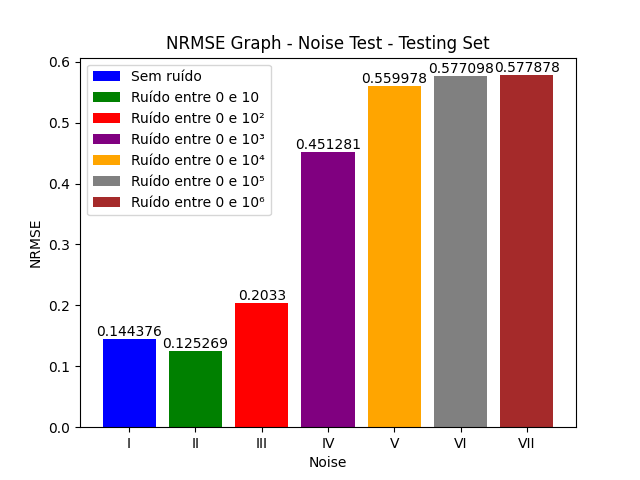 NRMSE Graph - Noise Test - Testing Set
0.6
0.5
0.4
0.3
0.2
0.1
0.0
NRMSE
Sem ruído
Ruído entre 0 e 10
Ruído entre 0 e 10²
Ruído entre 0 e 10³
Ruído entre 0 e 10⁴
Ruído entre 0 e 10⁵
Ruído entre 0 e 10⁶
0.144376
0.125269
0.2033
0.451281
0.559978
0.577098
0.577878
I II III IV V VI VII
Noise